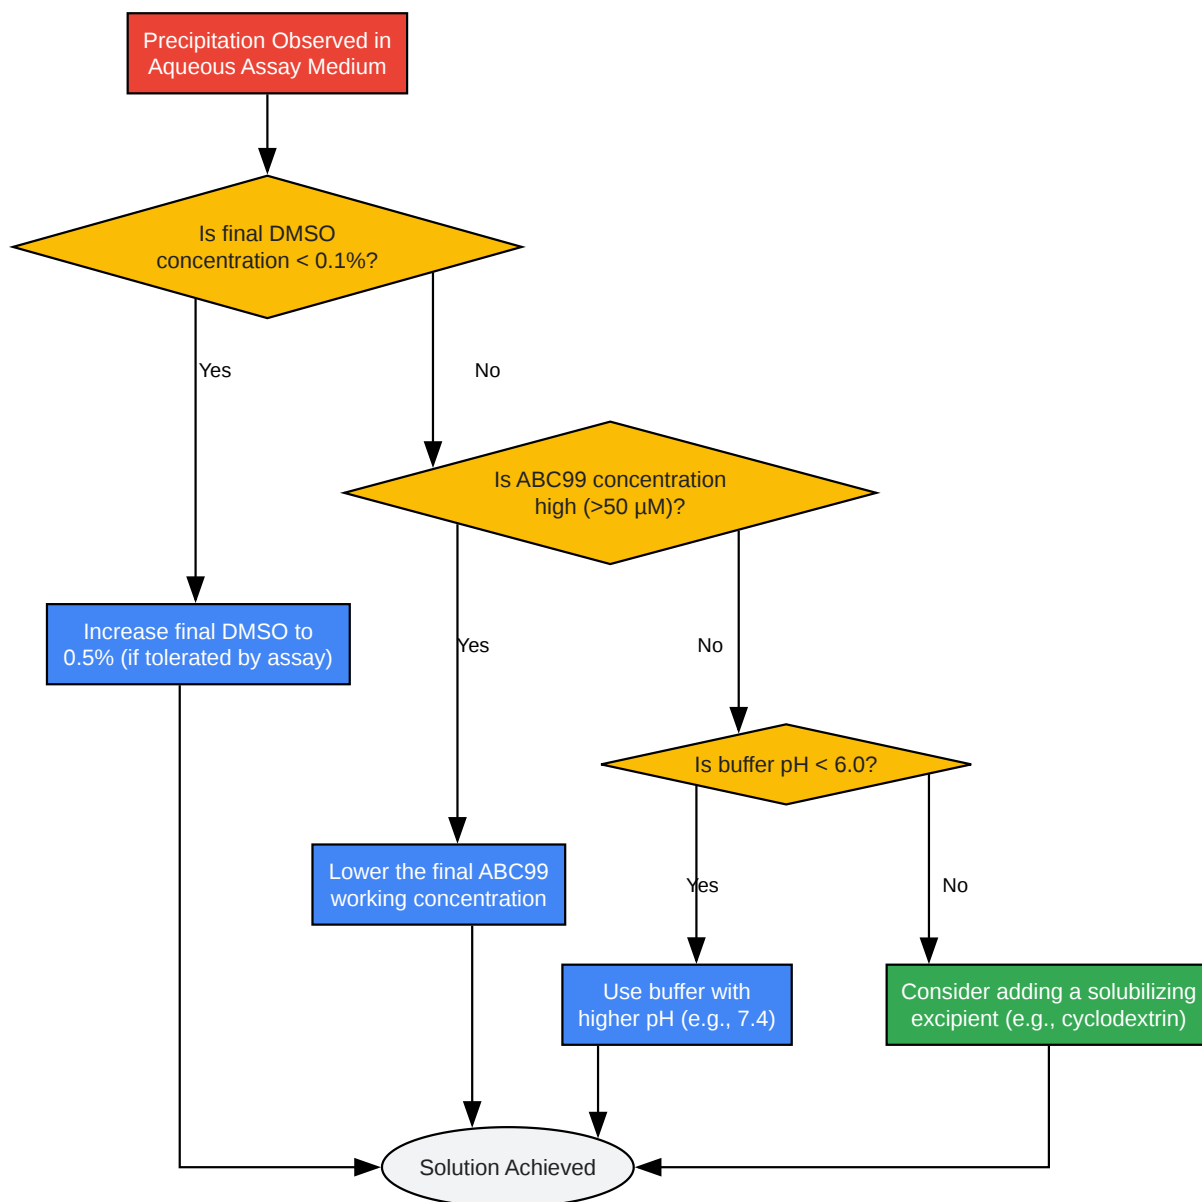 Precipitation Observed in
Aqueous Assay Medium
Is final DMSO
concentration < 0.1%?
Yes
No
Is ABC99 concentration
high (>50 µM)?
Increase final DMSO to
0.5% (if tolerated by assay)
Yes
No
Is buffer pH < 6.0?
Lower the final ABC99
working concentration
Yes
No
Use buffer with
higher pH (e.g., 7.4)
Consider adding a solubilizing
excipient (e.g., cyclodextrin)
Solution Achieved